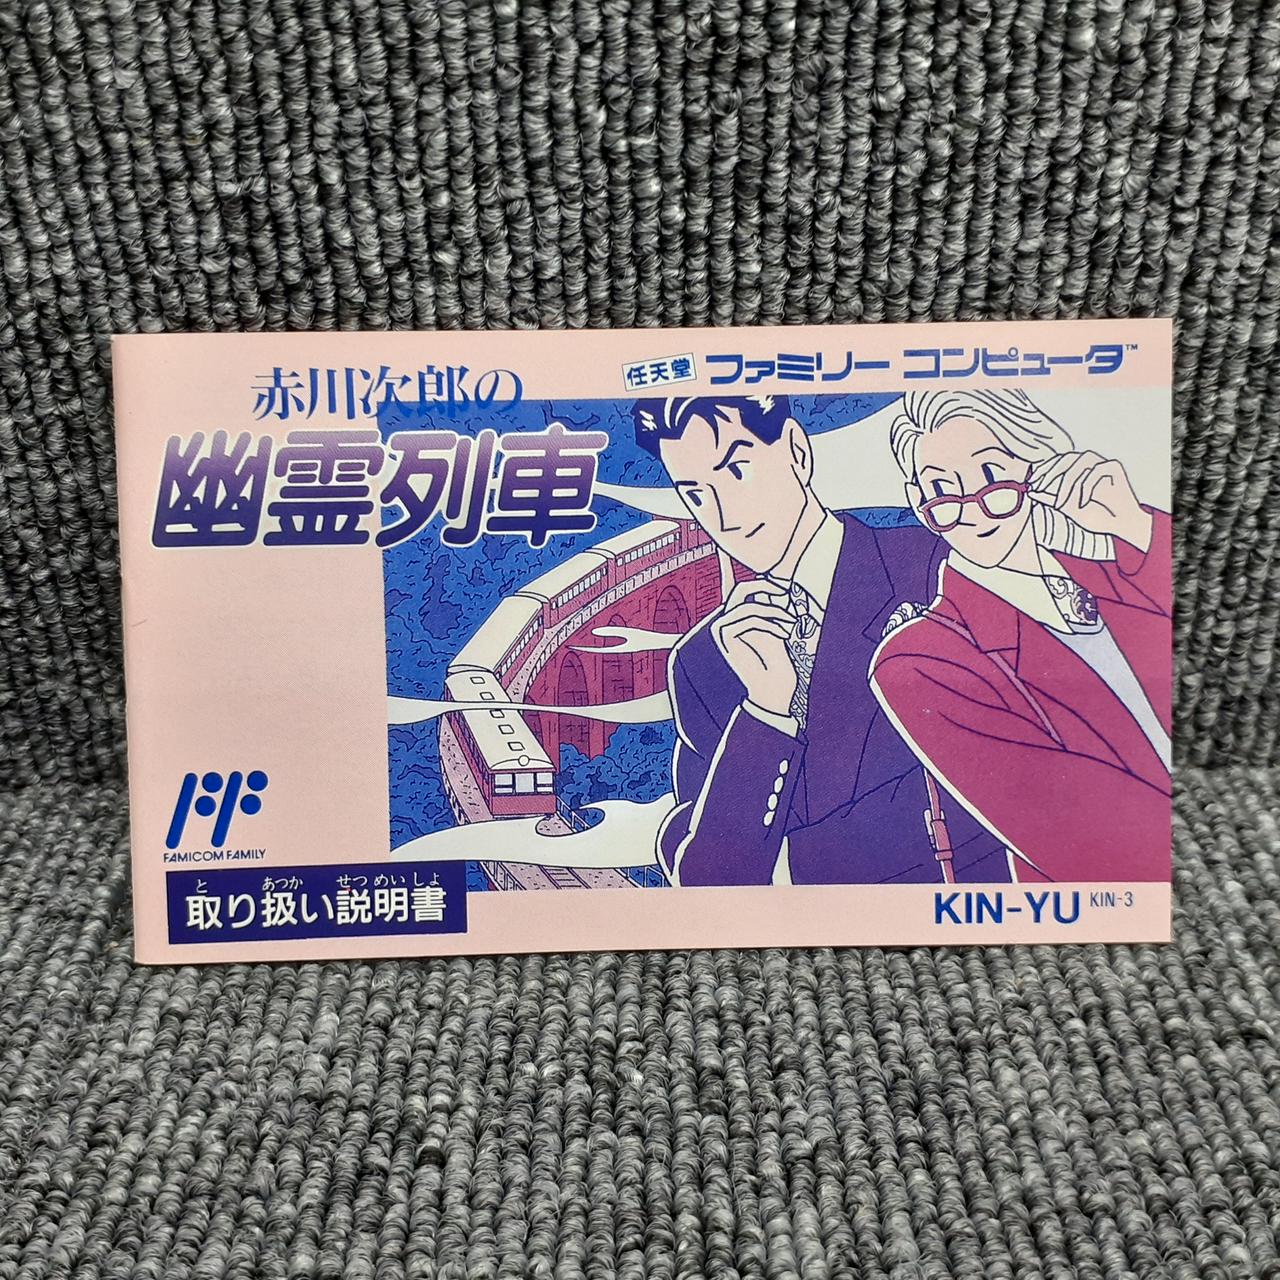 任天堂 ファミリー コンピュータ™
赤川次郎の
幽霊列車
FAMICOM FAMILY
取り扱い説明書
と あつか せつ めい しょ
KIN-YU KIN-3